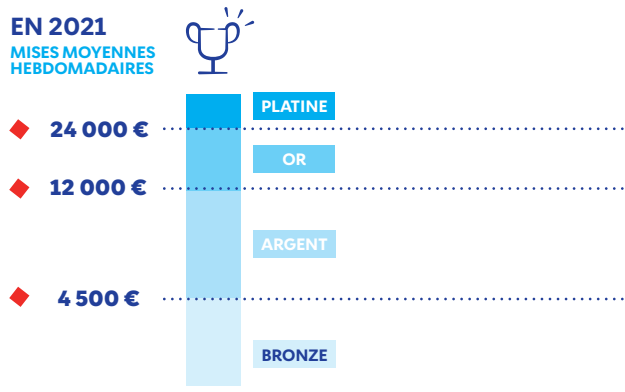 EN 2021
MISES MOYENNES
HEBDOMADAIRES
PLATINE
24 000 €
OR
12 000 €
ARGENT
4 500 €
BRONZE